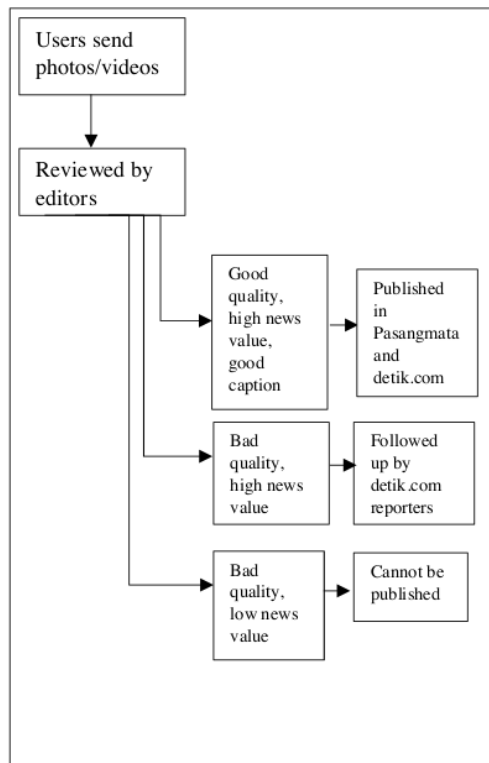 Users send
photos/videos
Reviewed by
editors
Good
quality,
high news
value,
good
caption
Published
in
Pasangmata
and
detik.com
Bad
quality,
high news
value
Followed
up by
detik.com
reporters
Bad
quality,
low news
value
Cannot be
published